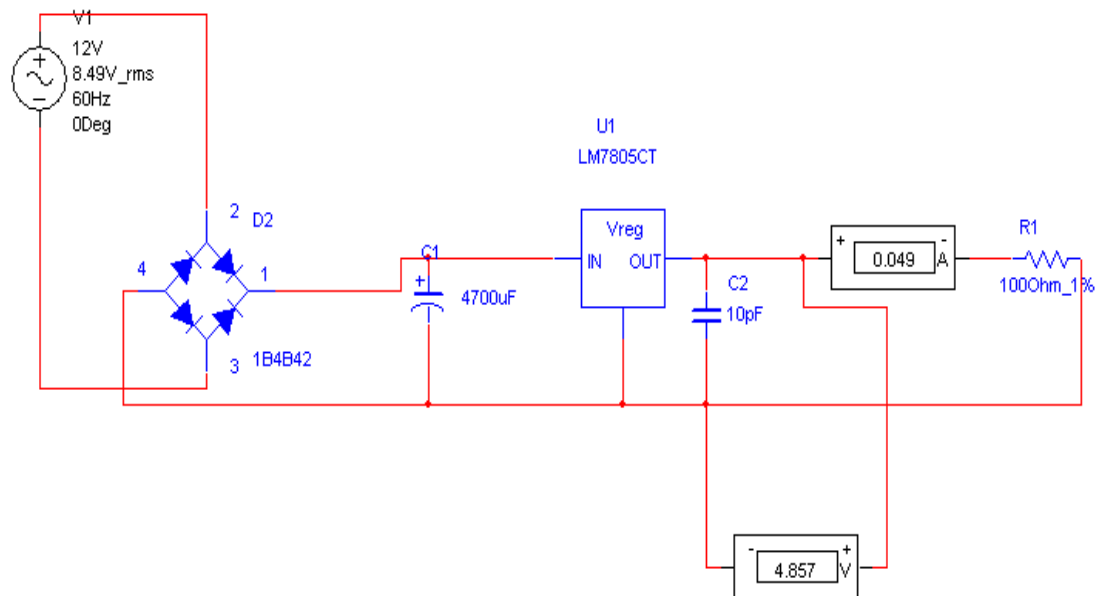 V1
12V
8.49V_rms
60Hz
0Deg
U1
LM7805CT
2 D2
4
1
3 1B4B42
C1
+
4700uF
Vreg
IN OUT
C2
10pF
+ -
0.049 A
R1
100Ohm_1%
- +
4.857 V